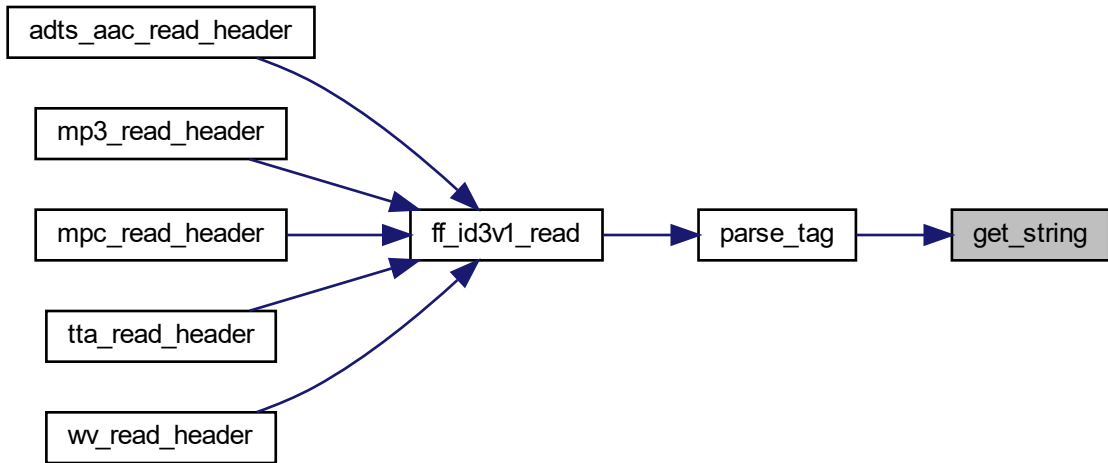 adts_aac_read_header
mp3_read_header
mpc_read_header
ff_id3v1_read
parse_tag
get_string
tta_read_header
wv_read_header